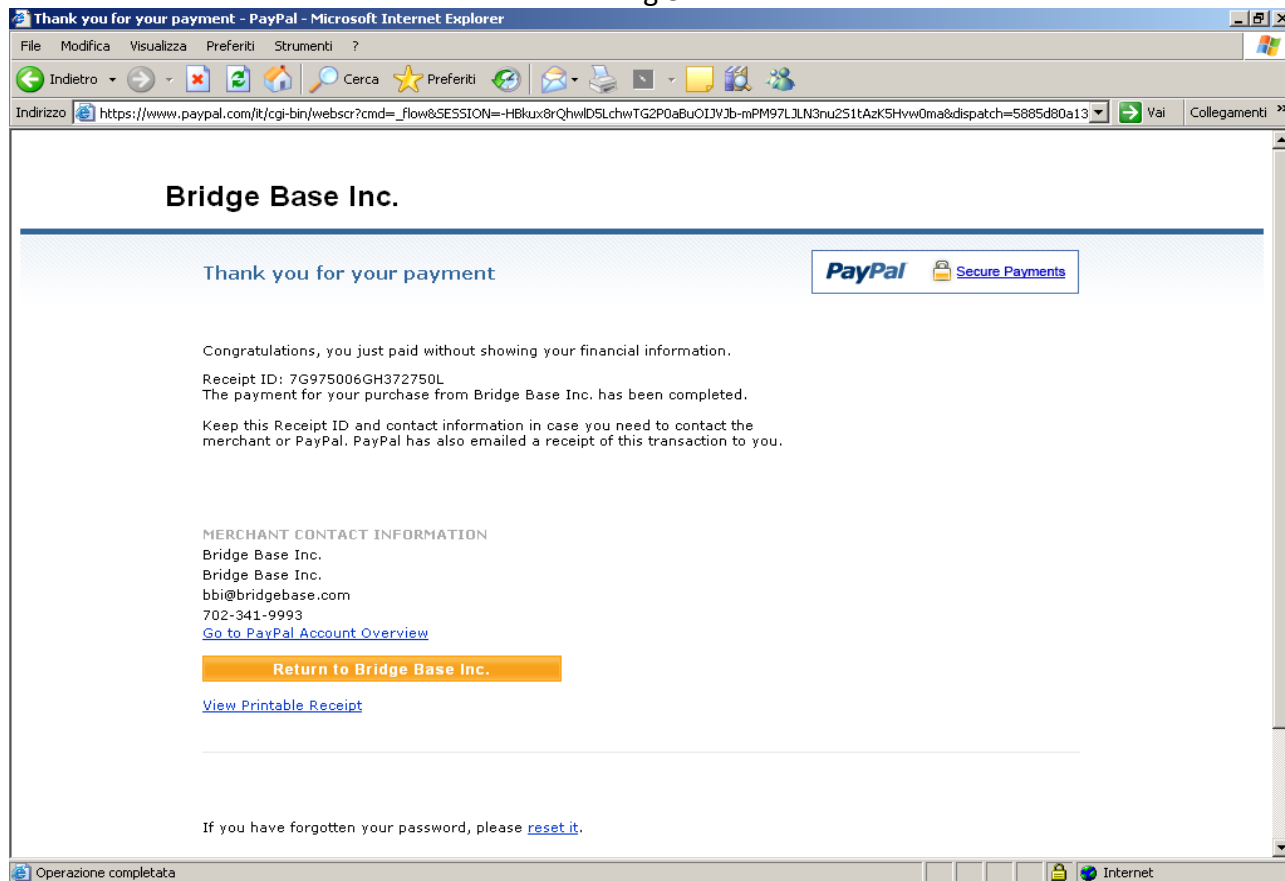 Thank you for your payment - PayPal - Microsoft Internet Explorer
File Modifica Visualizza Preferiti Strumenti ?
Indietro Cerca Preferiti
Indirizzo https://www.paypal.com/it/cgi-bin/webscr?cmd=_flow&SESSION=-HBkux8rQhwlD5LchwTG2P0aBuOIJVJb-mPM97LJLN3nu2S1tAzK5Hvw0ma&dispatch=5885d80a13 Vai Collegamenti »
Bridge Base Inc.
Thank you for your payment
PayPal Secure Payments
Congratulations, you just paid without showing your financial information.
Receipt ID: 7G975006GH372750L
The payment for your purchase from Bridge Base Inc. has been completed.
Keep this Receipt ID and contact information in case you need to contact the
merchant or PayPal. PayPal has also emailed a receipt of this transaction to you.
MERCHANT CONTACT INFORMATION
Bridge Base Inc.
Bridge Base Inc.
bbi@bridgebase.com
702-341-9993
Go to PayPal Account Overview
Return to Bridge Base Inc.
View Printable Receipt
If you have forgotten your password, please reset it.
Operazione completata Internet